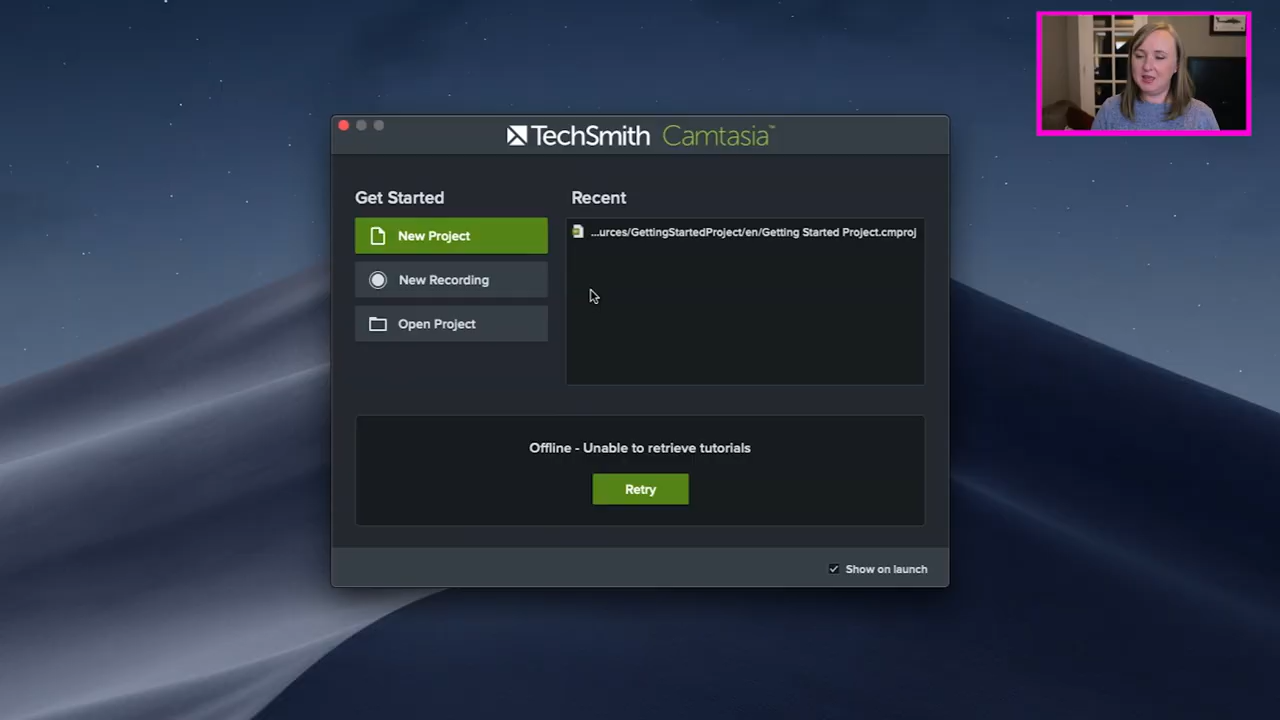 TechSmith Camtasia™
Get Started
New Project
New Recording
Open Project
Recent
...urces/GettingStartedProject/en/Getting Started Project.cmproj
Offline - Unable to retrieve tutorials
Retry
Show on launch